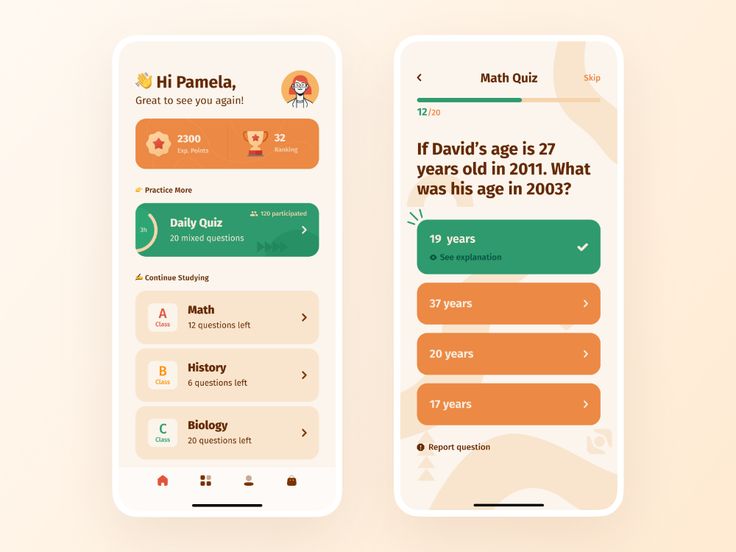 Hi Pamela,
Great to see you again!
2300
Exp. Points
32
Ranking
Practice More
3h
120 participated
Daily Quiz
20 mixed questions
Continue Studying
A
Class
Math
12 questions left
B
Class
History
6 questions left
C
Class
Biology
20 questions left
Math Quiz
Skip
12/20
If David's age is 27
years old in 2011. What
was his age in 2003?
19 years
See explanation
37 years
20 years
17 years
Report question